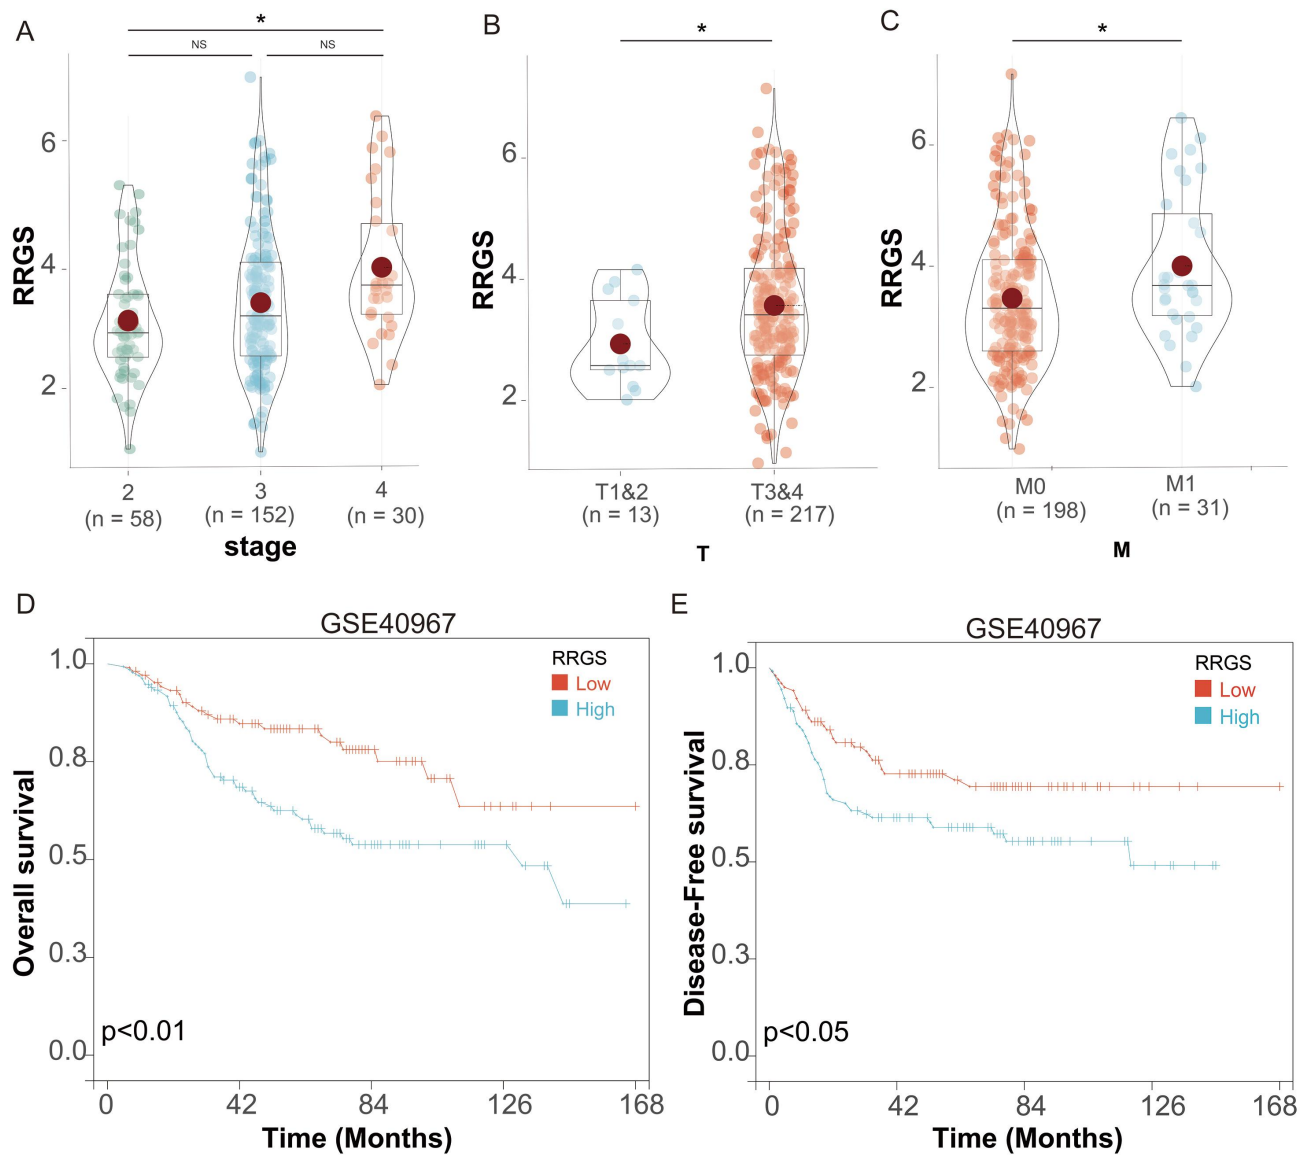 A
*
NS
NS
RRGS
6
4
2
2
(n = 58)
3
(n = 152)
4
(n = 30)
stage
B
*
RRGS
6
4
2
T1&2
(n = 13)
T3&4
(n = 217)
T
C
*
RRGS
6
4
2
M0
(n = 198)
M1
(n = 31)
M
D
GSE40967
RRGS
Low
High
Overall survival
1.0
0.8
0.5
0.3
0.0
p<0.01
0 42 84 126 168
Time (Months)
E
GSE40967
RRGS
Low
High
Disease-Free survival
1.0
0.8
0.5
0.3
0.0
p<0.05
0 42 84 126 168
Time (Months)